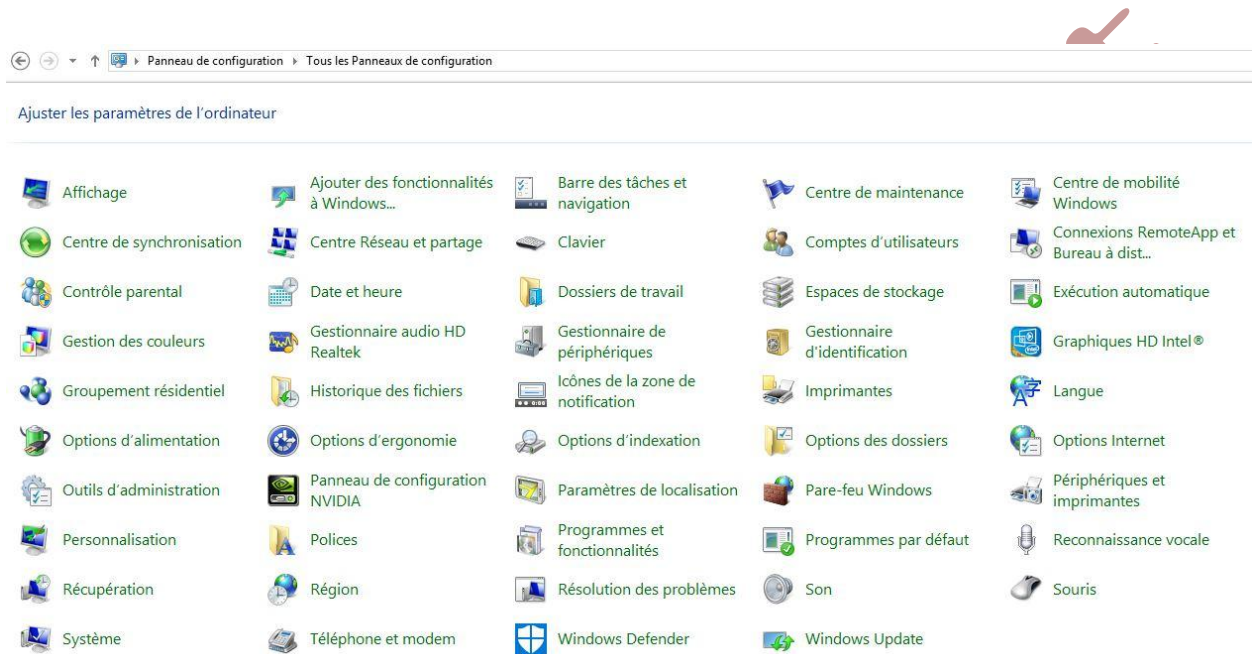 Panneau de configuration ▸ Tous les Panneaux de configuration
Ajuster les paramètres de l'ordinateur
Affichage
Ajouter des fonctionnalités
à Windows...
Barre des tâches et
navigation
Centre de maintenance
Centre de mobilité
Windows
Centre de synchronisation
Centre Réseau et partage
Clavier
Comptes d'utilisateurs
Connexions RemoteApp et
Bureau à dist...
Contrôle parental
Date et heure
Dossiers de travail
Espaces de stockage
Exécution automatique
Gestion des couleurs
Gestionnaire audio HD
Realtek
Gestionnaire de
périphériques
Gestionnaire
d'identification
Graphiques HD Intel®
Groupement résidentiel
Historique des fichiers
Icônes de la zone de
notification
Imprimantes
Langue
Options d'alimentation
Options d'ergonomie
Options d'indexation
Options des dossiers
Options Internet
Outils d'administration
Panneau de configuration
NVIDIA
Paramètres de localisation
Pare-feu Windows
Périphériques et
imprimantes
Personnalisation
Polices
Programmes et
fonctionnalités
Programmes par défaut
Reconnaissance vocale
Récupération
Région
Résolution des problèmes
Son
Souris
Système
Téléphone et modem
Windows Defender
Windows Update